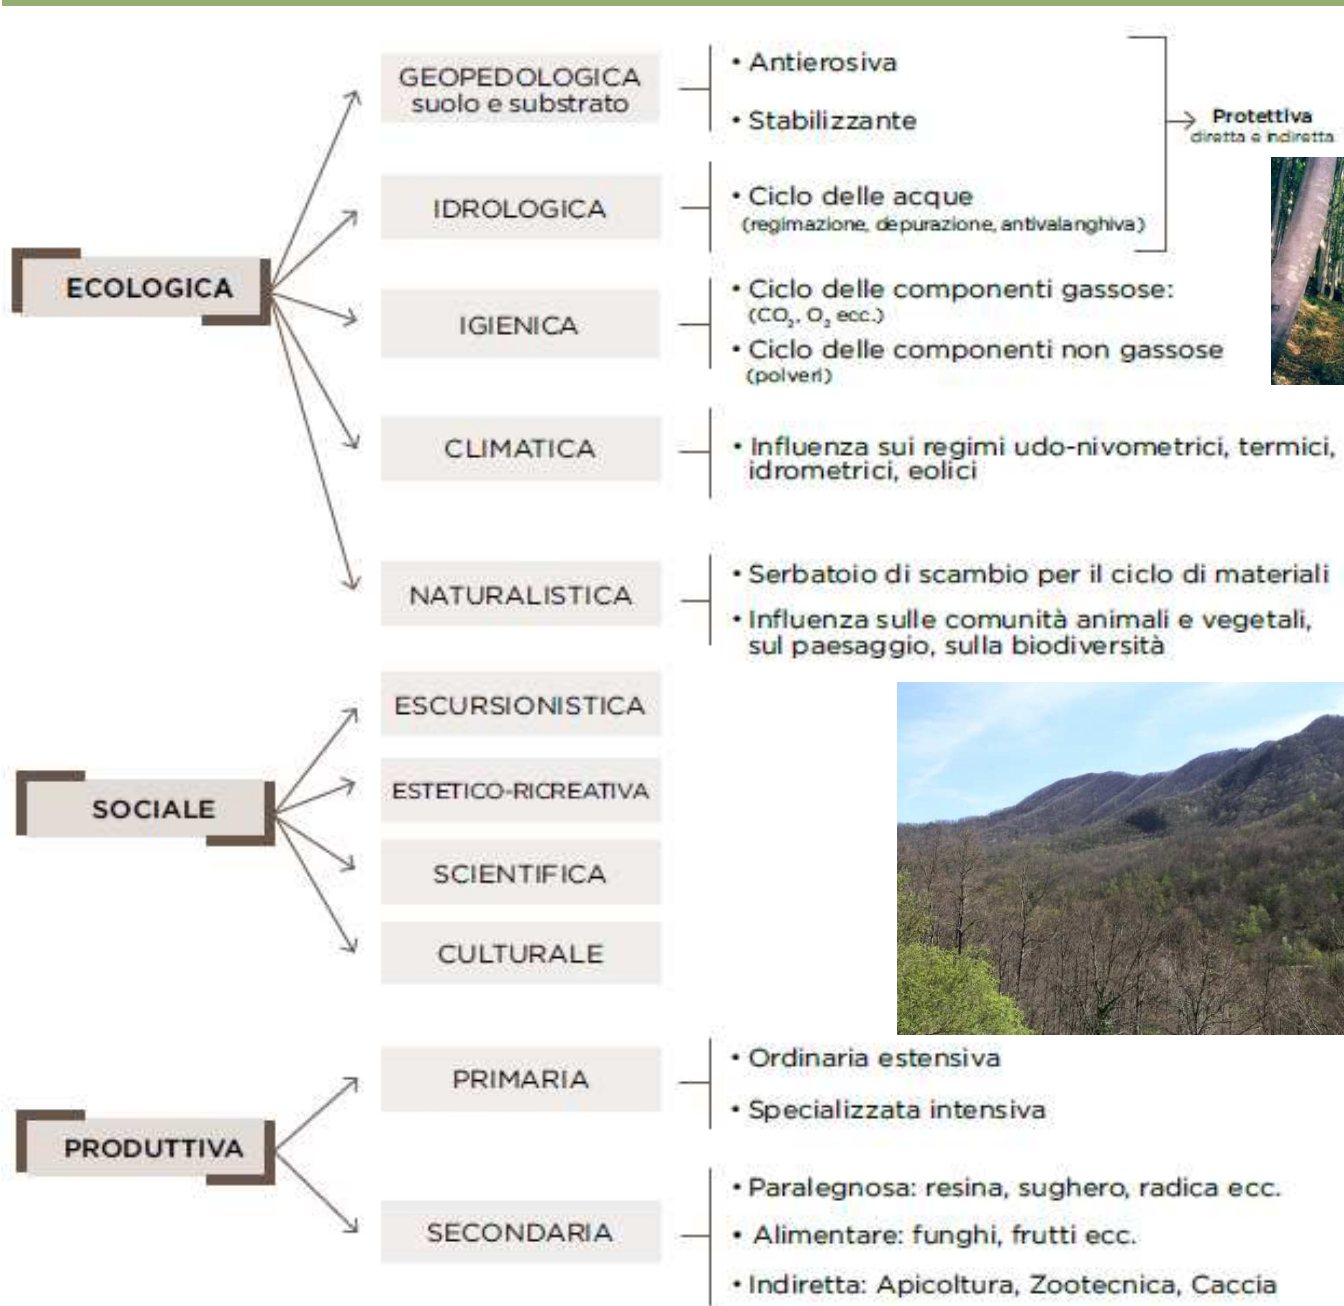 ECOLOGICA
GEOPEDOLOGICA
suolo e substrato
• Antierosiva
• Stabilizzante
Protettiva
diretta e indiretta
IDROLOGICA
• Ciclo delle acque
(regimazione, depurazione, antivalanghiva)
IGIENICA
• Ciclo delle componenti gassose:
(CO₂, O₂ ecc.)
• Ciclo delle componenti non gassose
(polveri)
CLIMATICA
• Influenza sui regimi udo-nivometrici, termici,
idrometrici, eolici
NATURALISTICA
• Serbatoio di scambio per il ciclo di materiali
• Influenza sulle comunità animali e vegetali,
sul paesaggio, sulla biodiversità
SOCIALE
ESCURSIONISTICA
ESTETICO-RICREATIVA
SCIENTIFICA
CULTURALE
PRODUTTIVA
PRIMARIA
• Ordinaria estensiva
• Specializzata intensiva
SECONDARIA
• Paralegnosa: resina, sughero, radica ecc.
• Alimentare: funghi, frutti ecc.
• Indiretta: Apicoltura, Zootecnica, Caccia